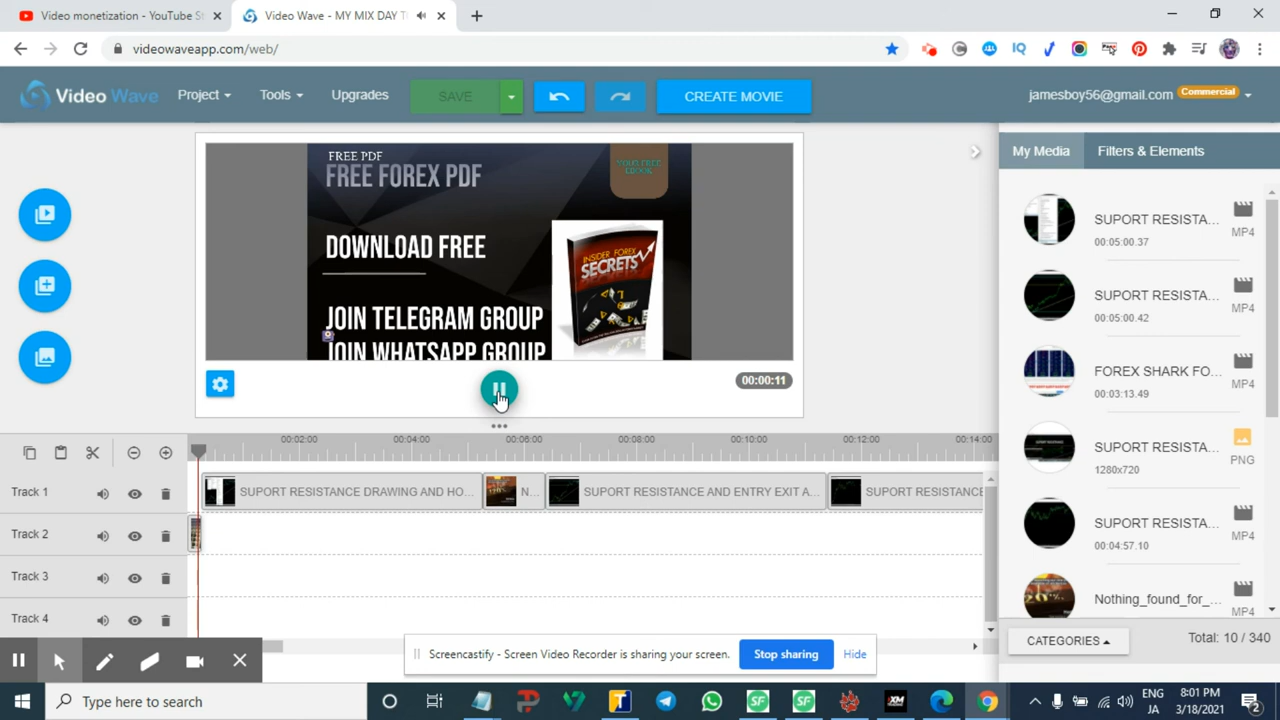 Video monetization - YouTube St
Video Wave - MY MIX DAY T
videowaveapp.com/web/
Video Wave
Project
Tools
Upgrades
SAVE
CREATE MOVIE
jamesboy56@gmail.com
Commercial
FREE PDF
FREE FOREX PDF
YOUR FREE
EBOOK
DOWNLOAD FREE
INSIDER FOREX
SECRETS
JOIN TELEGRAM GROUP
JOIN WHATSAPP GROUP
00:00:11
My Media
Filters & Elements
SUPORT RESISTA...
MP4
00:05:00.37
SUPORT RESISTA...
MP4
00:05:00.42
FOREX SHARK FO...
MP4
00:03:13.49
SUPORT RESISTA...
PNG
1280x720
SUPORT RESISTA...
MP4
00:04:57.10
Nothing_found_for_...
MP4
CATEGORIES
Total: 10 / 340
00:02:00
00:04:00
00:06:00
00:08:00
00:10:00
00:12:00
00:14:00
Track 1
SUPORT RESISTANCE DRAWING AND HO...
N...
SUPORT RESISTANCE AND ENTRY EXIT A...
SUPORT RESISTANCE
Track 2
Track 3
Track 4
Screencastify - Screen Video Recorder is sharing your screen.
Stop sharing
Hide
Type here to search
ENG
JA
8:01 PM
3/18/2021
2